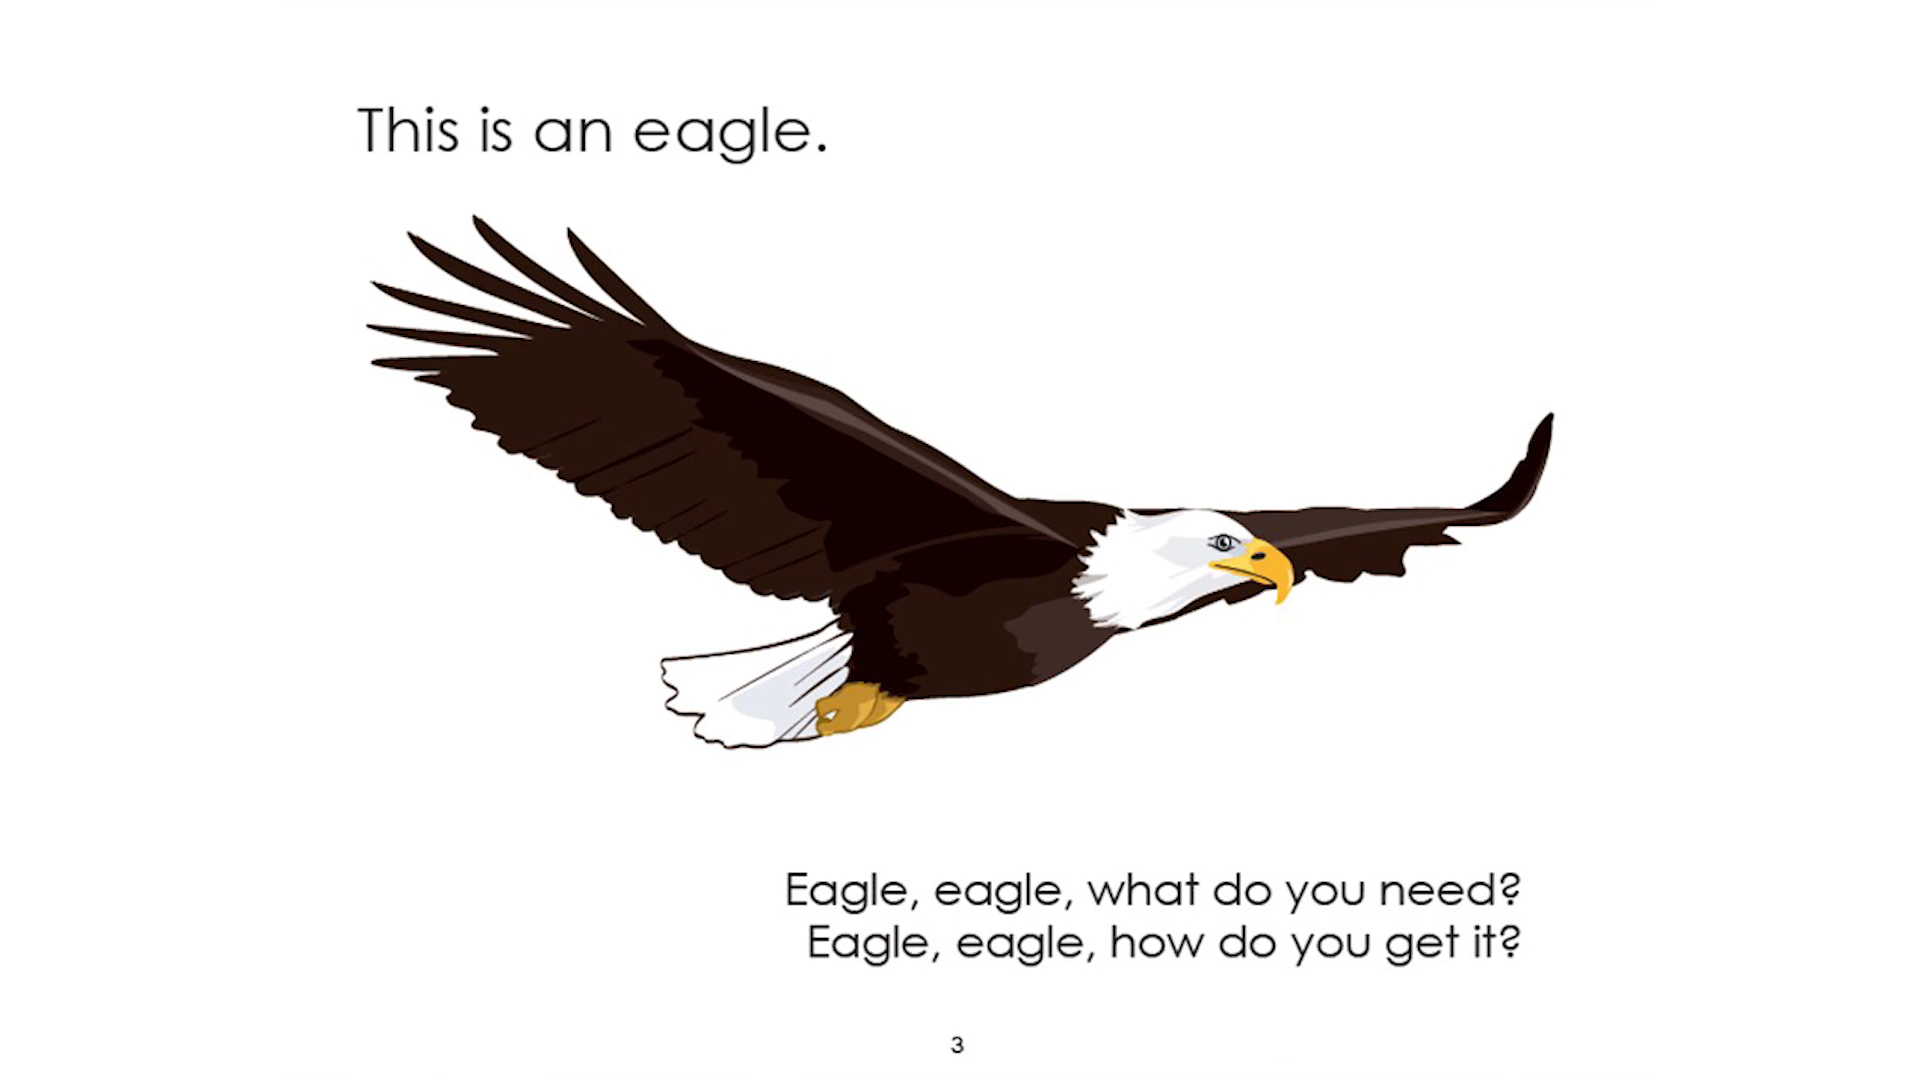 This is an eagle.
Eagle, eagle, what do you need?
Eagle, eagle, how do you get it?
3